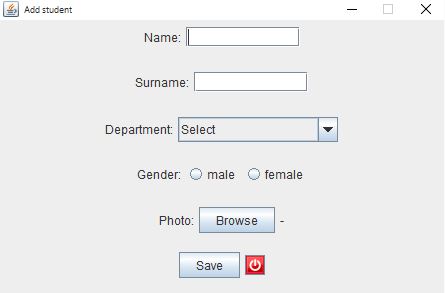 Add student
Name:
Surname:
Department: Select
Gender: male female
Photo: Browse -
Save